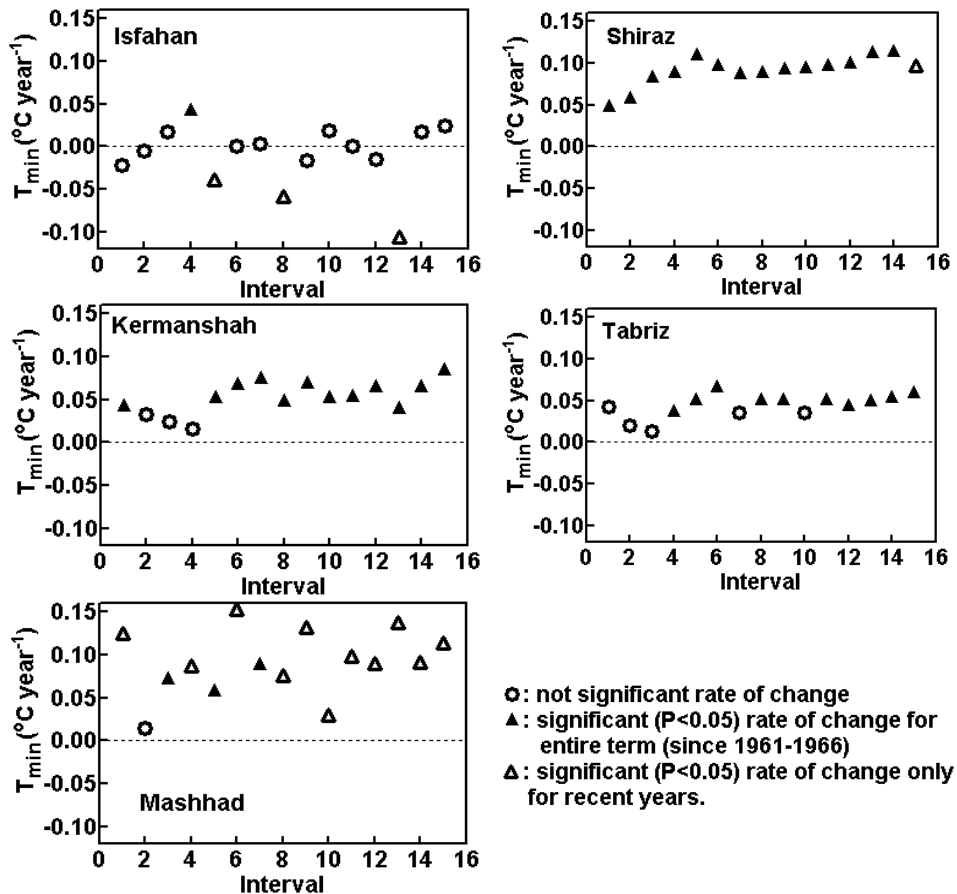 Isfahan
T_min(°C year⁻¹)
0.15
0.10
0.05
0.00
-0.05
-0.10
0 2 4 6 8 10 12 14 16
Interval
Shiraz
T_min(°C year⁻¹)
0.15
0.10
0.05
0.00
-0.05
-0.10
0 2 4 6 8 10 12 14 16
Interval
Kermanshah
T_min(°C year⁻¹)
0.15
0.10
0.05
0.00
-0.05
-0.10
0 2 4 6 8 10 12 14 16
Interval
Tabriz
T_min(°C year⁻¹)
0.15
0.10
0.05
0.00
-0.05
-0.10
0 2 4 6 8 10 12 14 16
Interval
Mashhad
T_min(°C year⁻¹)
0.15
0.10
0.05
0.00
-0.05
-0.10
0 2 4 6 8 10 12 14 16
Interval
: not significant rate of change
: significant (P<0.05) rate of change for
entire term (since 1961-1966)
: significant (P<0.05) rate of change only
for recent years.